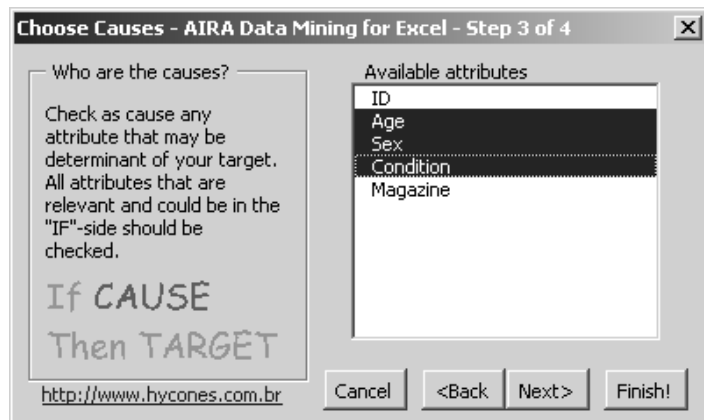 Choose Causes - AIRA Data Mining for Excel - Step 3 of 4
Who are the causes?
Check as cause any
attribute that may be
determinant of your target.
All attributes that are
relevant and could be in the
"IF"-side should be
checked.
If CAUSE
Then TARGET
http://www.hycones.com.br
Available attributes
ID
Age
Sex
Condition
Magazine
Cancel
<Back
Next>
Finish!